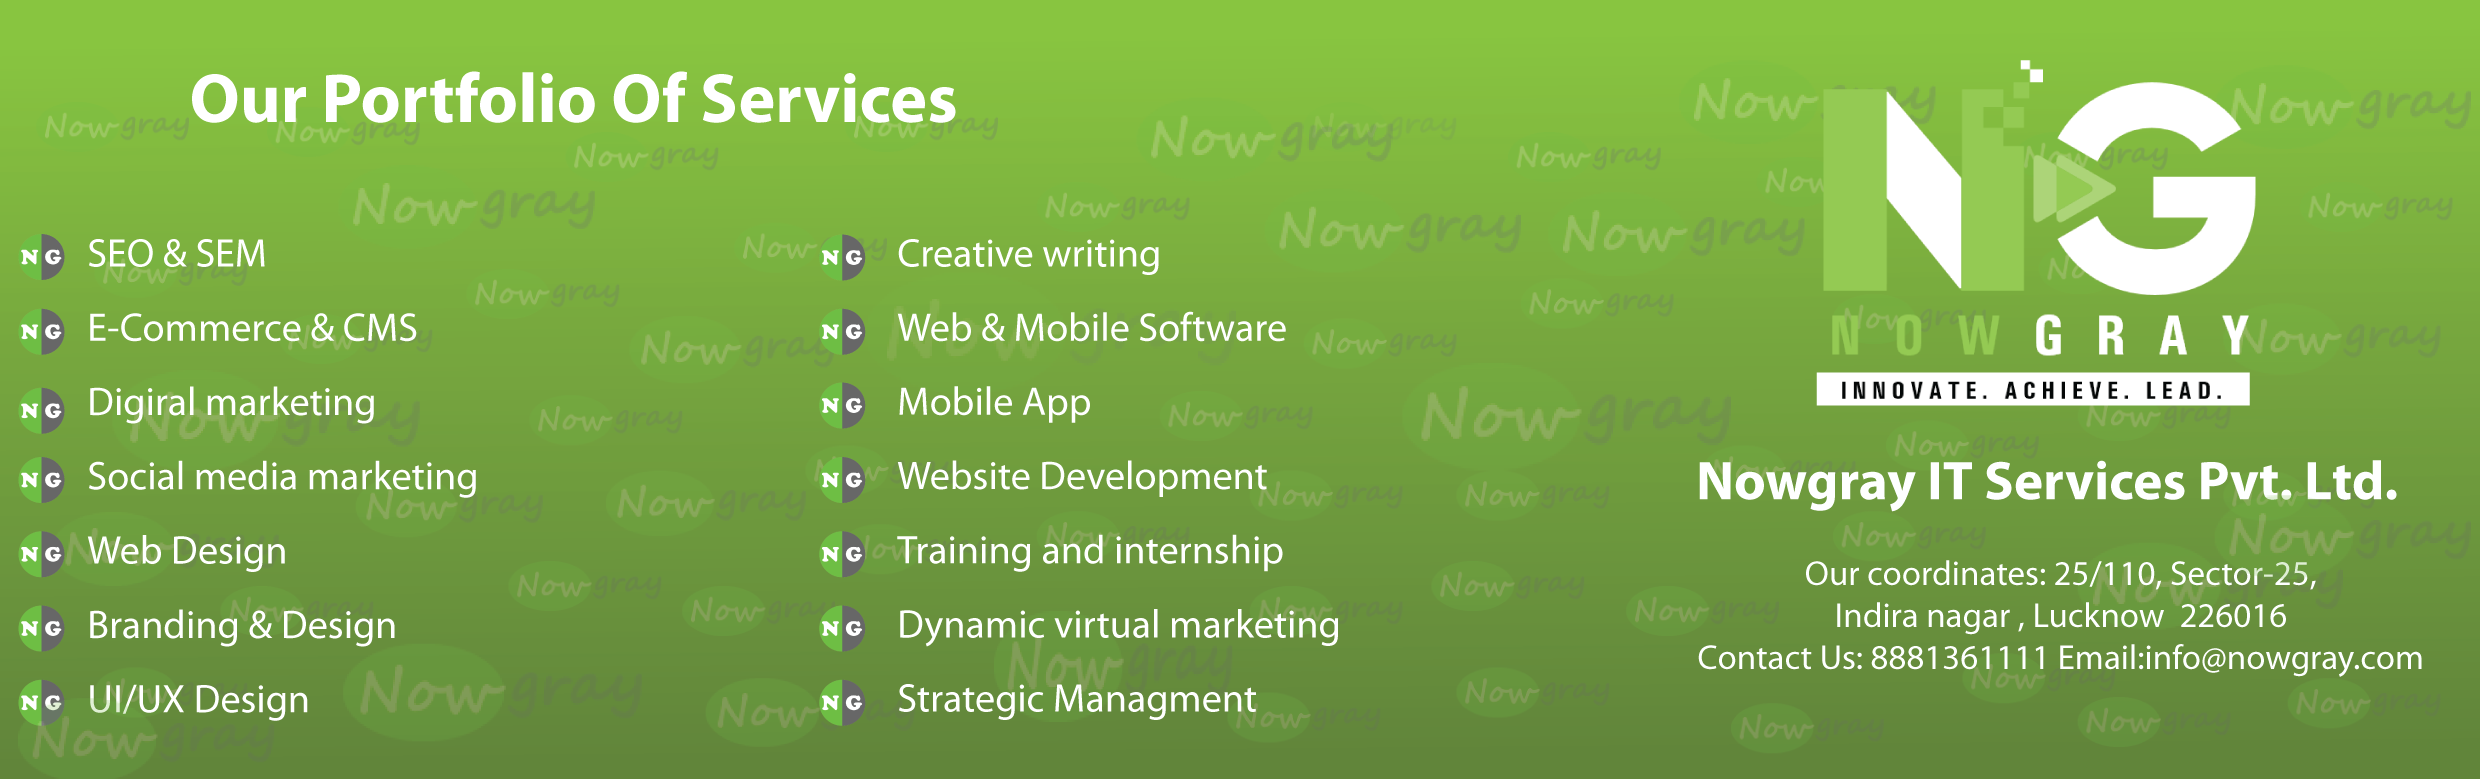 Our Portfolio Of Services
SEO & SEM
E-Commerce & CMS
Digiral marketing
Social media marketing
Web Design
Branding & Design
UI/UX Design
Creative writing
Web & Mobile Software
Mobile App
Website Development
Training and internship
Dynamic virtual marketing
Strategic Managment
NG
NOWGRAY
INNOVATE. ACHIEVE. LEAD.
Nowgray IT Services Pvt. Ltd.
Our coordinates: 25/110, Sector-25,
Indira nagar , Lucknow 226016
Contact Us: 8881361111 Email:info@nowgray.com